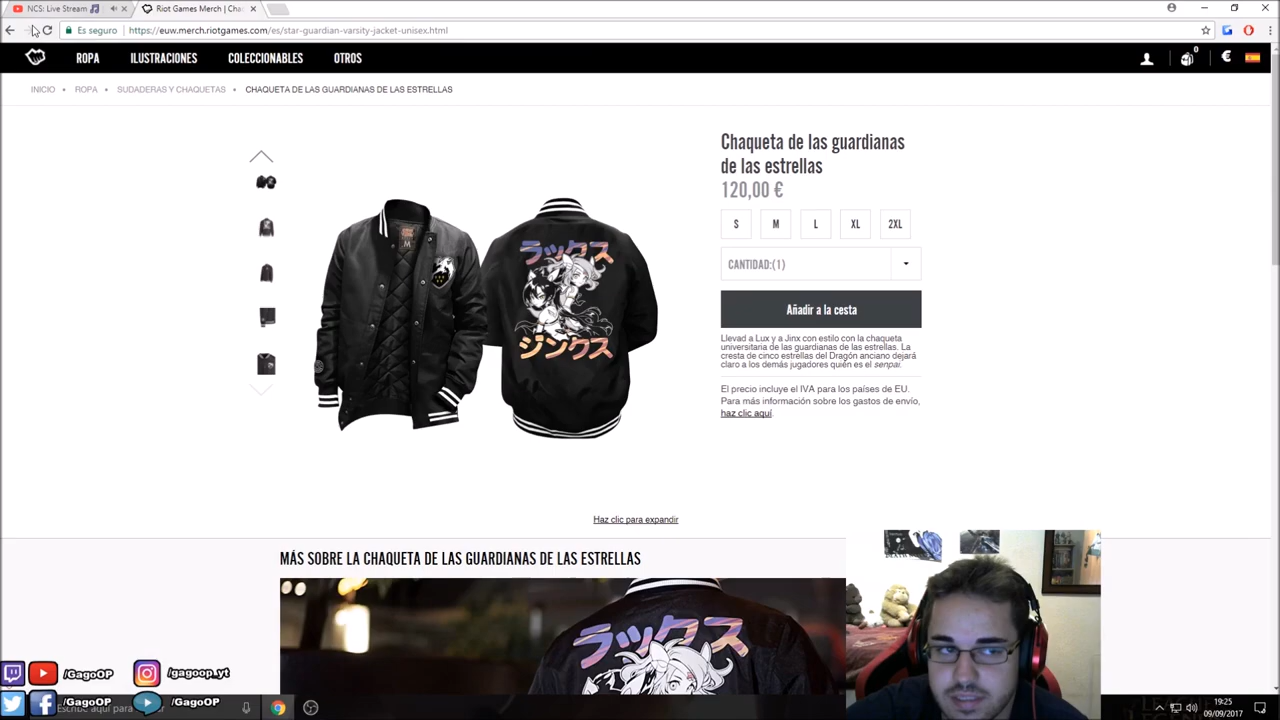 NCS: Live Stream
Riot Games Merch | Cha
Es seguro
https://euw.merch.riotgames.com/es/star-guardian-varsity-jacket-unisex.html
ROPA
ILUSTRACIONES
COLECCIONABLES
OTROS
0
€
INICIO • ROPA • SUDADERAS Y CHAQUETAS • CHAQUETA DE LAS GUARDIANAS DE LAS ESTRELLAS
Chaqueta de las guardianas
de las estrellas
120,00 €
S M L XL 2XL
CANTIDAD:(1)
Añadir a la cesta
Llevad a Lux y a Jinx con estilo con la chaqueta
universitaria de las guardianas de las estrellas. La
cresta de cinco estrellas del Dragón anciano dejará
claro a los demás jugadores quién es el senpai.
El precio incluye el IVA para los países de EU.
Para más información sobre los gastos de envío,
haz clic aquí.
M
ラックス
ジンクス
Haz clic para expandir
MÁS SOBRE LA CHAQUETA DE LAS GUARDIANAS DE LAS ESTRELLAS
ラックス
/GagoOP
/gagoop_yt
/GagoOP
/GagoOP
escribe aquí para
19:25
09/09/2017